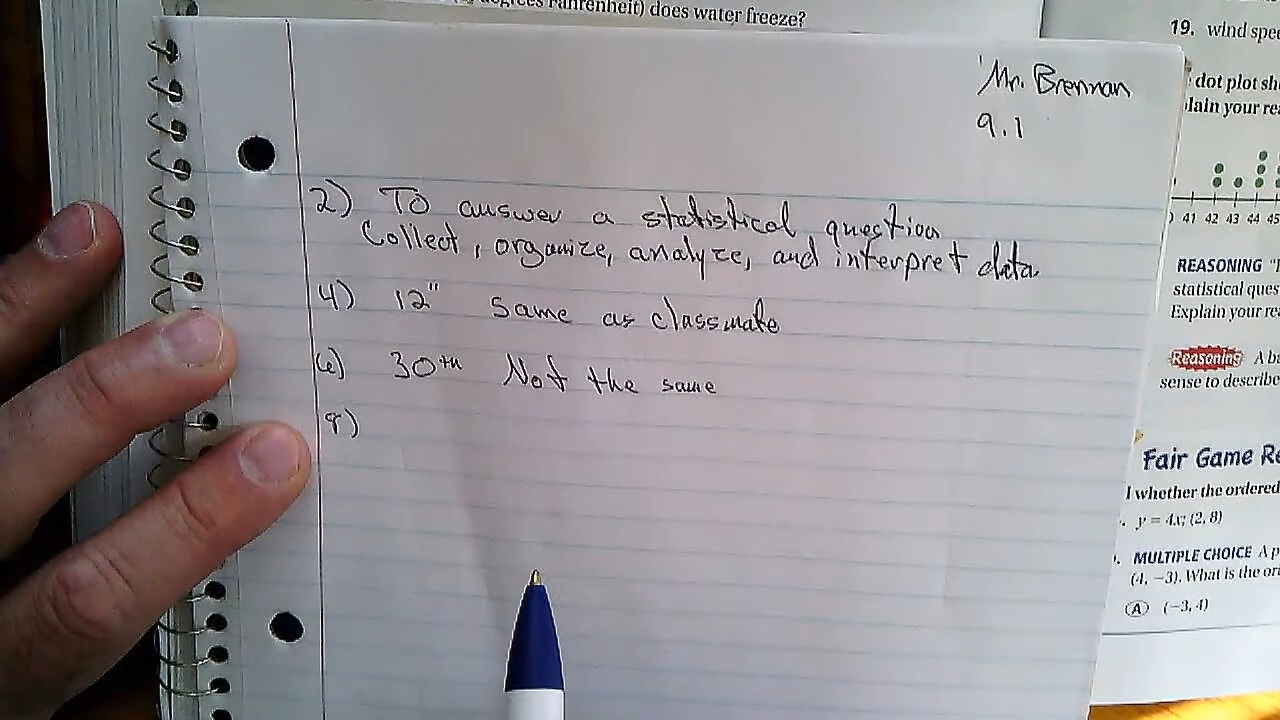 degrees Fahrenheit) does water freeze?
Mr. Brennan
9.1
2) To answer a statistical question
Collect, organize, analyze, and interpret data
4) 12" Same as classmate
6) 30th Not the same
8)
19. wind spe
dot plot sh
lain your re
41 42 43 44 45
REASONING "
statistical ques
Explain your re
Reasoning A b
sense to describe
Fair Game Re
l whether the ordered
y = 4x; (2, 8)
MULTIPLE CHOICE A p
(4, −3). What is the ori
A (−3, 4)